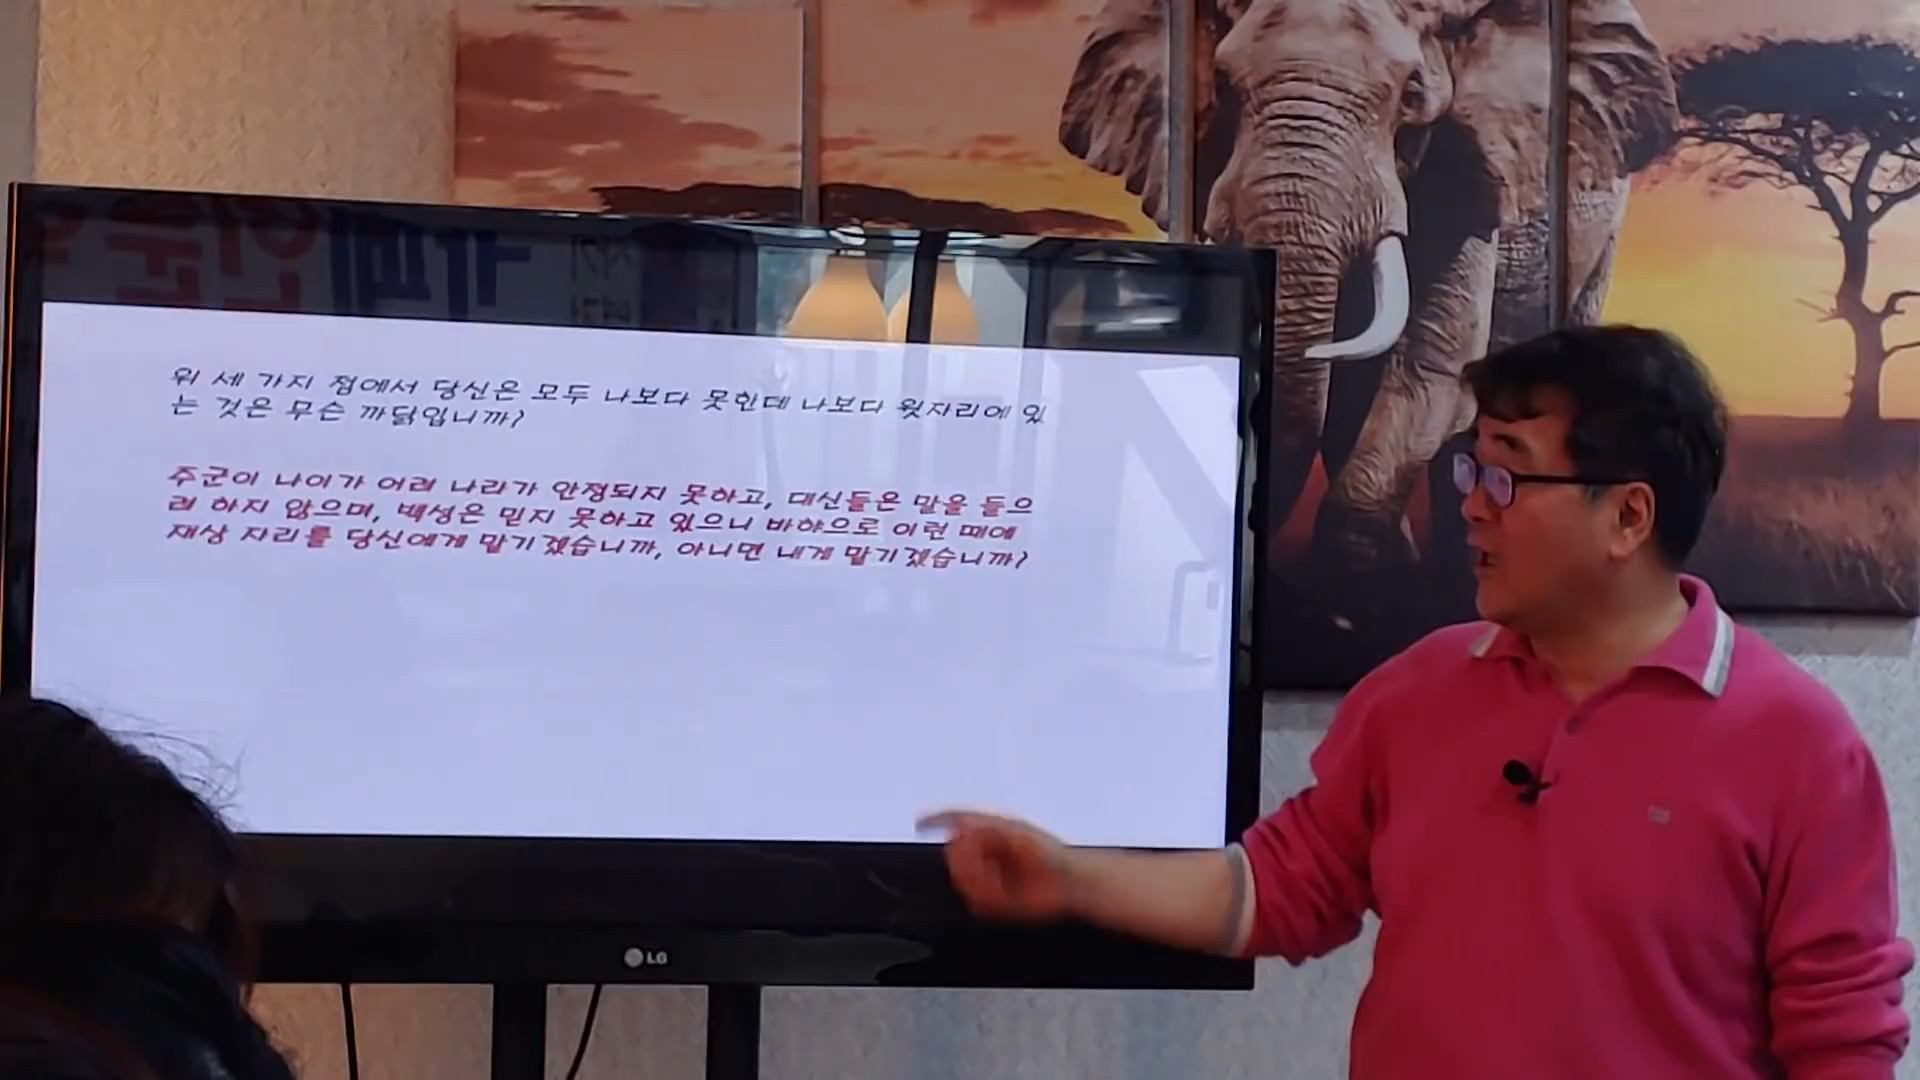 위 세 가지 점에서 당신은 모두 나보다 못한데 나보다 윗자리에 있
는 것은 무슨 까닭입니까?
주군이 나이가 어려 나라가 안정되지 못하고, 대신들은 말을 들으
려 하지 않으며, 백성은 믿지 못하고 있으니 바야흐로 이런 때에
재상 자리를 당신에게 맡기겠습니까, 아니면 내게 맡기겠습니까?
LG